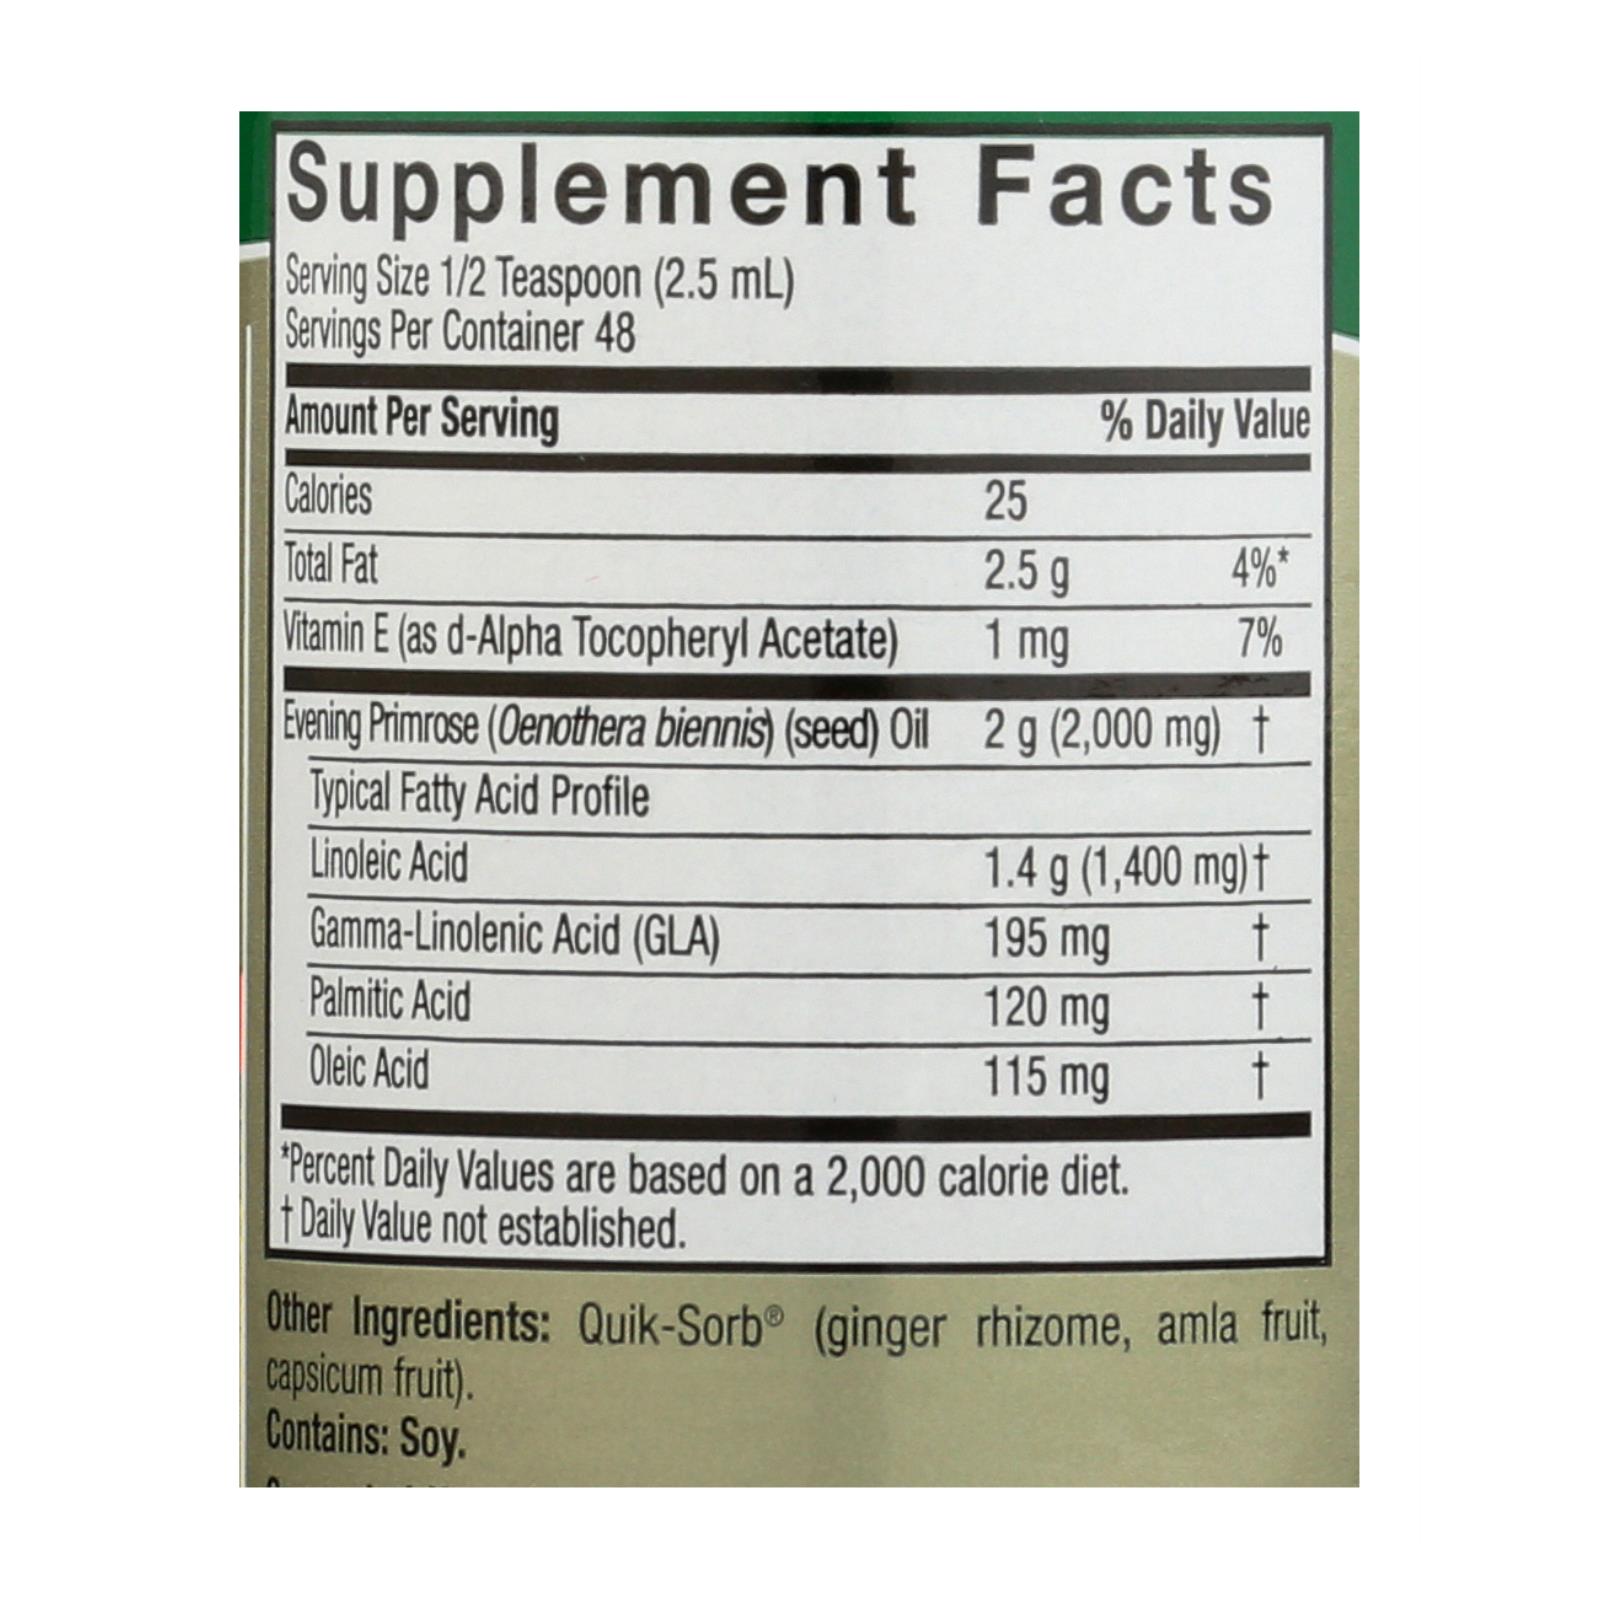 Supplement Facts
Serving Size 1/2 Teaspoon (2.5 mL)
Servings Per Container 48
Amount Per Serving % Daily Value
Calories 25
Total Fat 2.5 g 4%*
Vitamin E (as d-Alpha Tocopheryl Acetate) 1 mg 7%
Evening Primrose (Oenothera biennis) (seed) Oil 2 g (2,000 mg) †
Typical Fatty Acid Profile
Linoleic Acid 1.4 g (1,400 mg) †
Gamma-Linolenic Acid (GLA) 195 mg †
Palmitic Acid 120 mg †
Oleic Acid 115 mg †
*Percent Daily Values are based on a 2,000 calorie diet.
† Daily Value not established.
Other Ingredients: Quik-Sorb® (ginger rhizome, amla fruit,
capsicum fruit).
Contains: Soy.